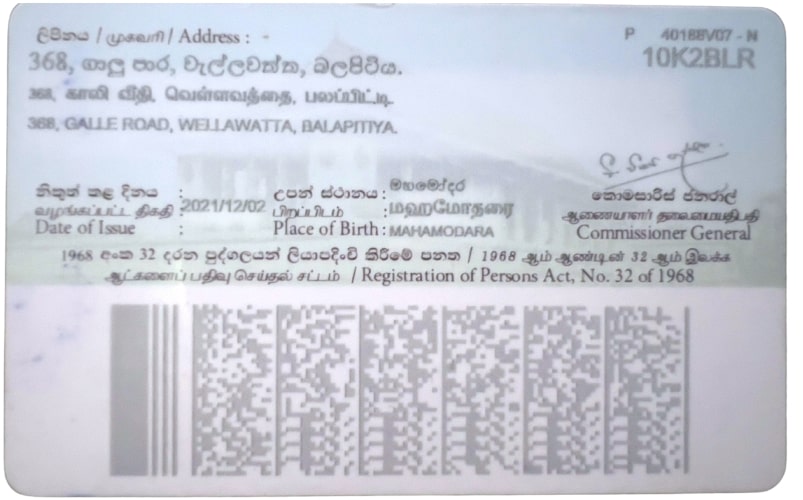 ලිපිනය / முகவரி / Address : -
P 40188V07 - N
10K2BLR
368, ගාලු පාර, වැල්ලවත්ත, බලපිටිය.
368, காலி வீதி, வெள்ளவத்தை, பலப்பிட்டி.
368, GALLE ROAD, WELLAWATTA, BALAPITIYA.
නිකුත් කළ දිනය : උපන් ස්ථානය : මහමෝදර
வழங்கப்பட்ட திகதி : 2021/12/02 பிறப்பிடம் : மஹமோதரை
Date of Issue : Place of Birth : MAHAMODARA
කොමසාරිස් ජනරාල්
ஆணையாளர் தலைமையதிபதி
Commissioner General
1968 අංක 32 දරන පුද්ගලයන් ලියාපදිංචි කිරීමේ පනත / 1968 ஆம் ஆண்டின் 32 ஆம் இலக்க
ஆட்களைப் பதிவு செய்தல் சட்டம் / Registration of Persons Act, No. 32 of 1968